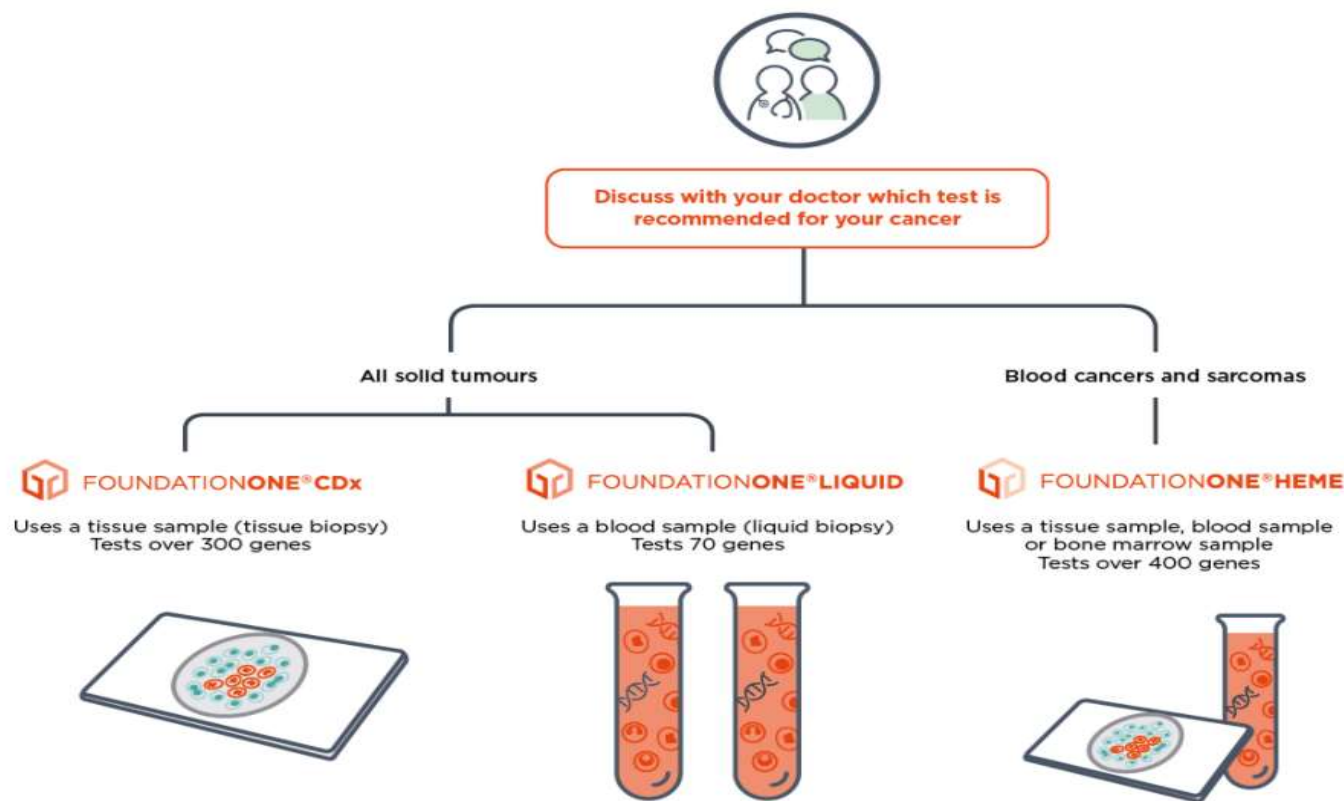 Discuss with your doctor which test is
recommended for your cancer
All solid tumours
Blood cancers and sarcomas
FOUNDATIONONE®CDx
Uses a tissue sample (tissue biopsy)
Tests over 300 genes
FOUNDATIONONE®LIQUID
Uses a blood sample (liquid biopsy)
Tests 70 genes
FOUNDATIONONE®HEME
Uses a tissue sample, blood sample
or bone marrow sample
Tests over 400 genes